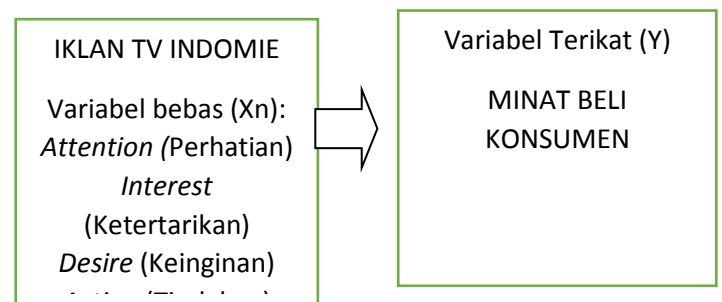 IKLAN TV INDOMIE
Variabel bebas (Xn):
Attention (Perhatian)
Interest
(Ketertarikan)
Desire (Keinginan)
Variabel Terikat (Y)
MINAT BELI
KONSUMEN